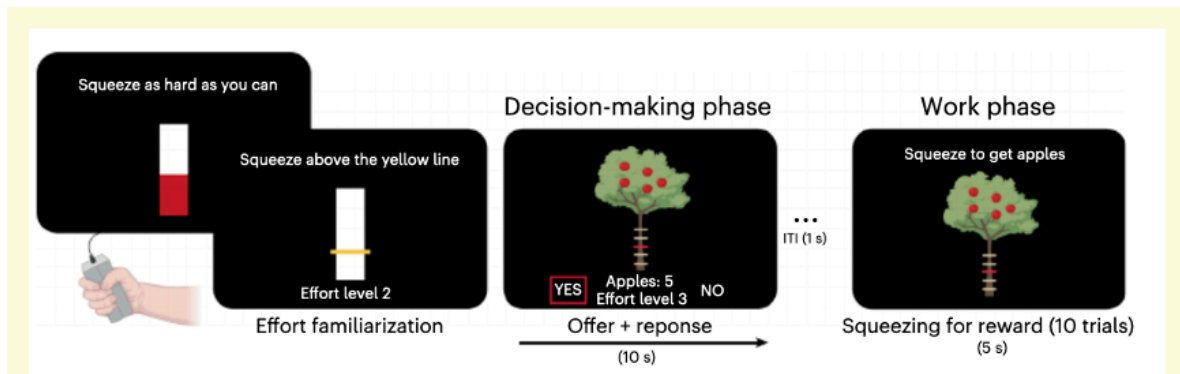 Squeeze as hard as you can
Squeeze above the yellow line
Effort level 2
Effort familiarization
Decision-making phase
YES
Apples: 5
Effort level 3
NO
Offer + reponse
(10 s)
...
ITI (1 s)
Work phase
Squeeze to get apples
Squeezing for reward (10 trials)
(5 s)